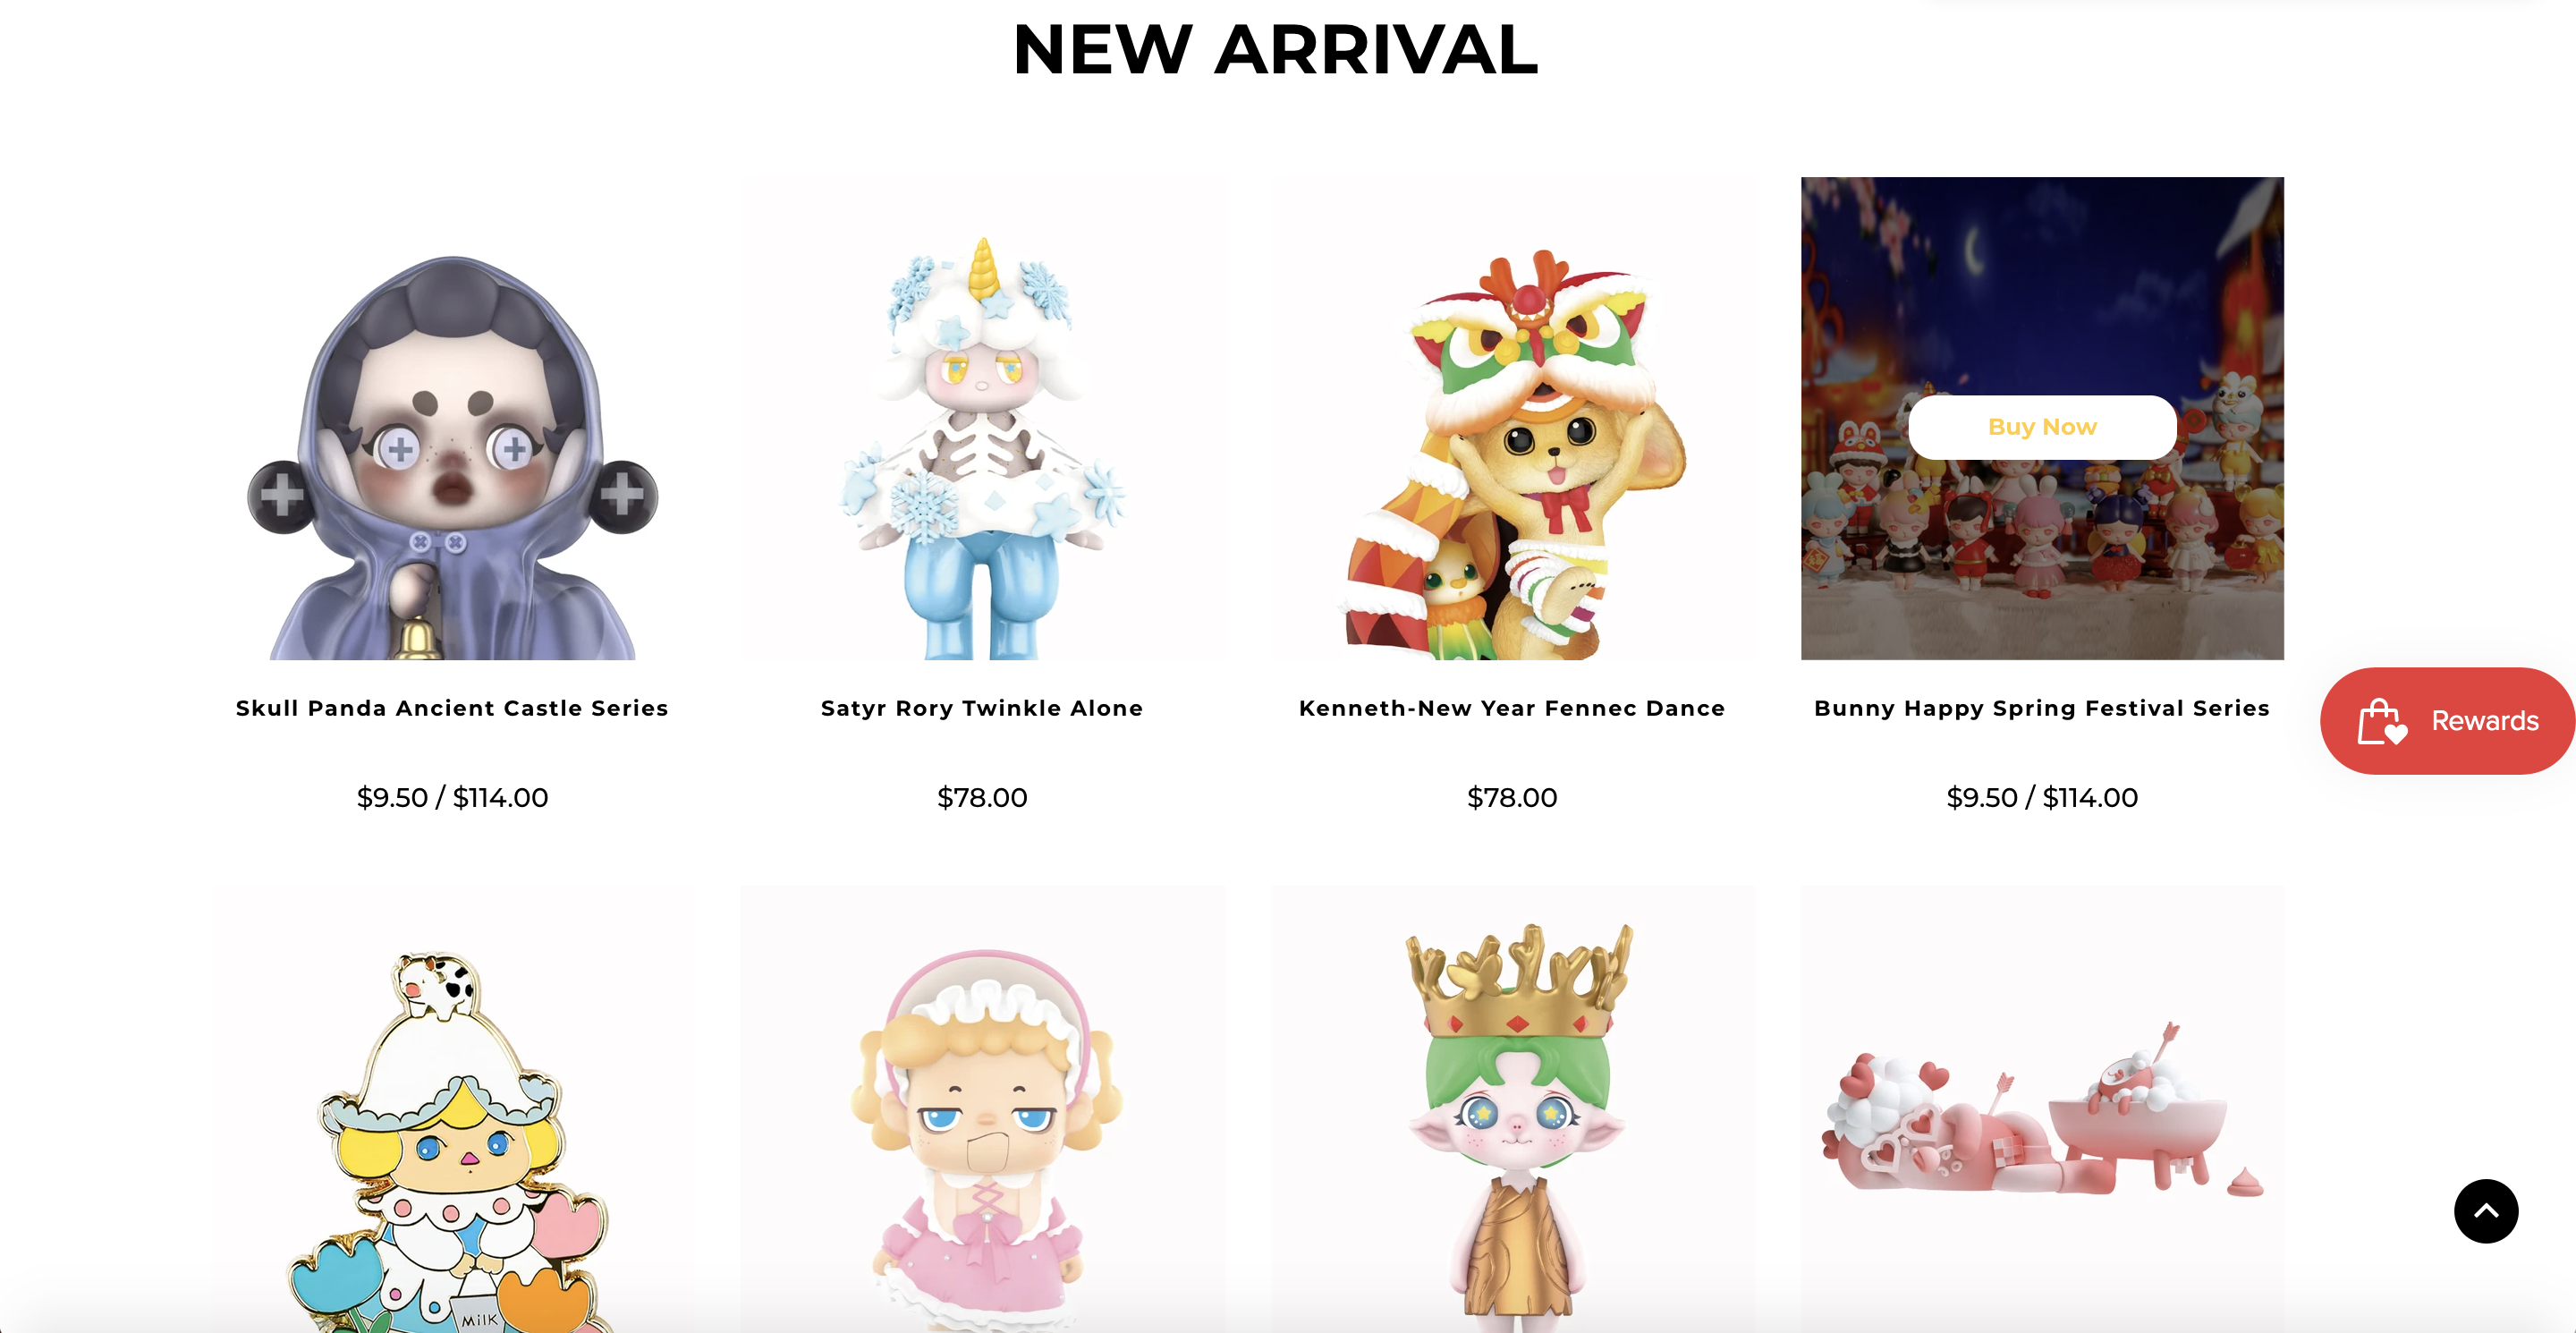 NEW ARRIVAL
Buy Now
Skull Panda Ancient Castle Series
Satyr Rory Twinkle Alone
Kenneth-New Year Fennec Dance
Bunny Happy Spring Festival Series
$9.50 / $114.00
$78.00
$78.00
$9.50 / $114.00
Rewards
MiLK